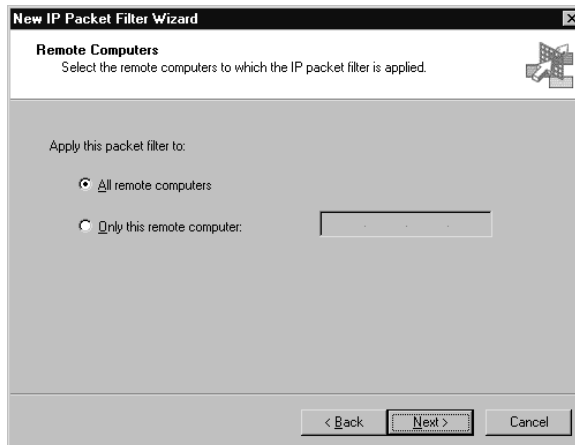 New IP Packet Filter Wizard
Remote Computers
Select the remote computers to which the IP packet filter is applied.
Apply this packet filter to:
All remote computers
Only this remote computer:
. . .
< Back
Next >
Cancel